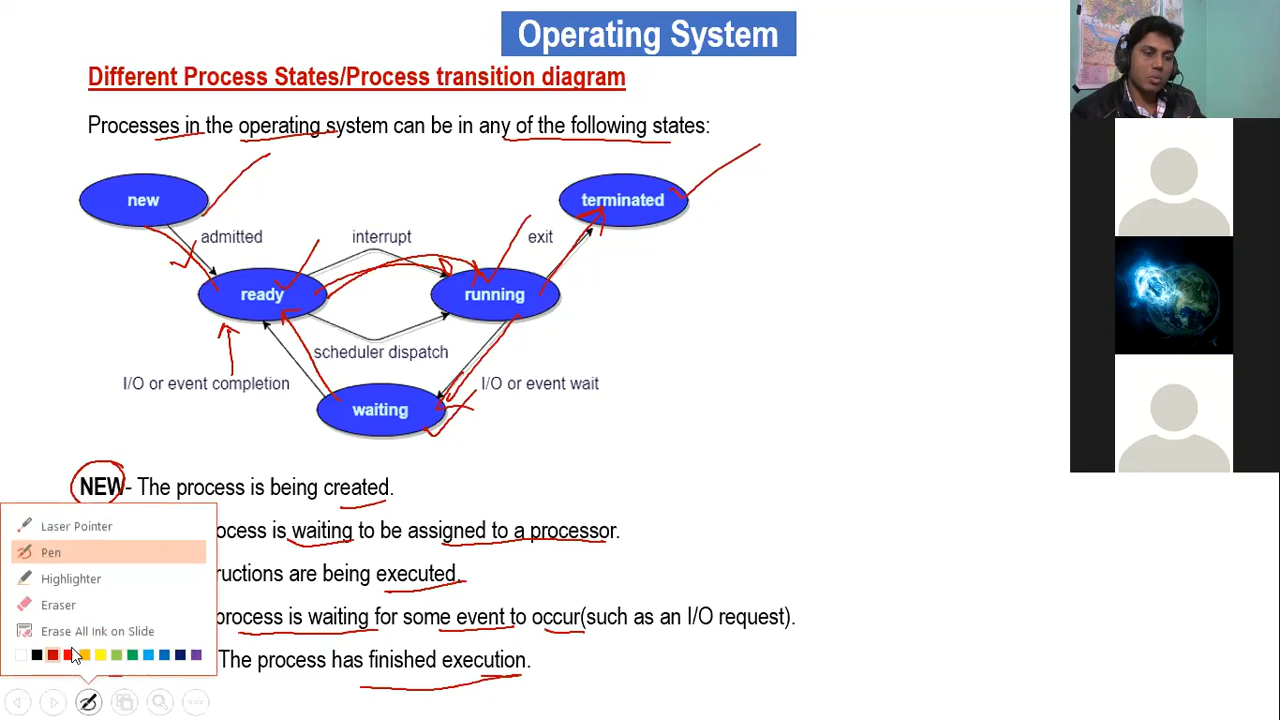 Operating System
Different Process States/Process transition diagram
Processes in the operating system can be in any of the following states:
new
terminated
admitted
interrupt
exit
ready
running
scheduler dispatch
I/O or event completion
I/O or event wait
waiting
NEW- The process is being created.
ocess is waiting to be assigned to a processor.
ructions are being executed.
process is waiting for some event to occur(such as an I/O request).
The process has finished execution.
Laser Pointer
Pen
Highlighter
Eraser
Erase All Ink on Slide